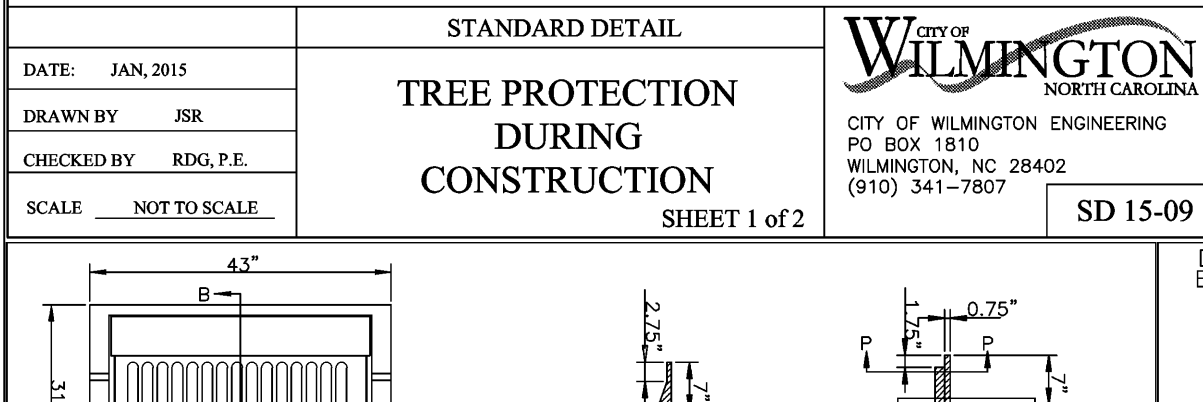 STANDARD DETAIL
DATE: JAN, 2015
DRAWN BY JSR
CHECKED BY RDG, P.E.
SCALE NOT TO SCALE
TREE PROTECTION
DURING
CONSTRUCTION
SHEET 1 of 2
CITY OF
WILMINGTON
NORTH CAROLINA
CITY OF WILMINGTON ENGINEERING
PO BOX 1810
WILMINGTON, NC 28402
(910) 341-7807
SD 15-09
43"
B
2.75"
7"
1.75"
0.75"
P P
7"